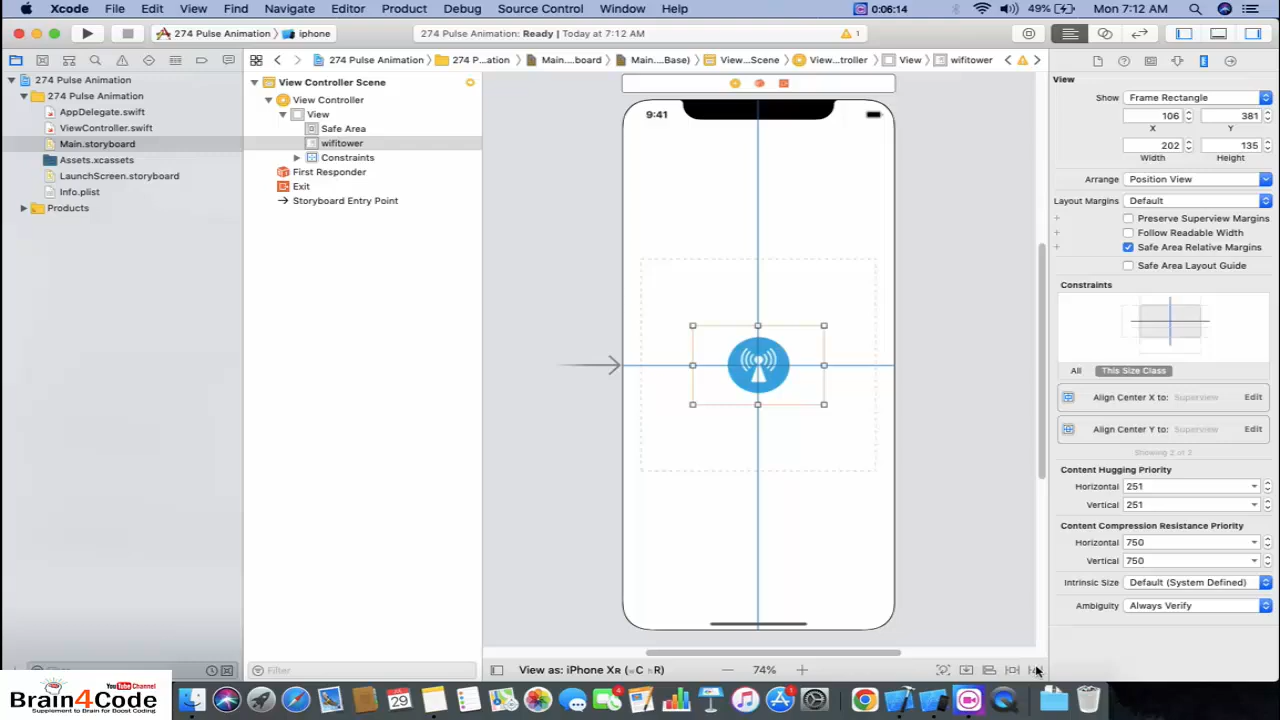 Xcode File Edit View Find Navigate Editor Product Debug Source Control Window Help 0:06:14 49% Mon 7:12 AM
274 Pulse Animation iphone 274 Pulse Animation: Ready | Today at 7:12 AM 1
274 Pulse Animation 274 P...ation Main....board Main....Base) View...Scene View...troller View wifitower
274 Pulse Animation
274 Pulse Animation
AppDelegate.swift
ViewController.swift
Main.storyboard
Assets.xcassets
LaunchScreen.storyboard
Info.plist
Products
View Controller Scene
View Controller
View
Safe Area
wifitower
Constraints
First Responder
Exit
Storyboard Entry Point
9:41
View
Show Frame Rectangle
106 381
X Y
202 135
Width Height
Arrange Position View
Layout Margins Default
Preserve Superview Margins
Follow Readable Width
Safe Area Relative Margins
Safe Area Layout Guide
Constraints
All This Size Class
Align Center X to: Superview Edit
Align Center Y to: Superview Edit
Showing 2 of 2
Content Hugging Priority
Horizontal 251
Vertical 251
Content Compression Resistance Priority
Horizontal 750
Vertical 750
Intrinsic Size Default (System Defined)
Ambiguity Always Verify
Filter
View as: iPhone XR (wC hR) 74%
YouTube Channel
Brain4Code
Supplement to Brain for Boost Coding